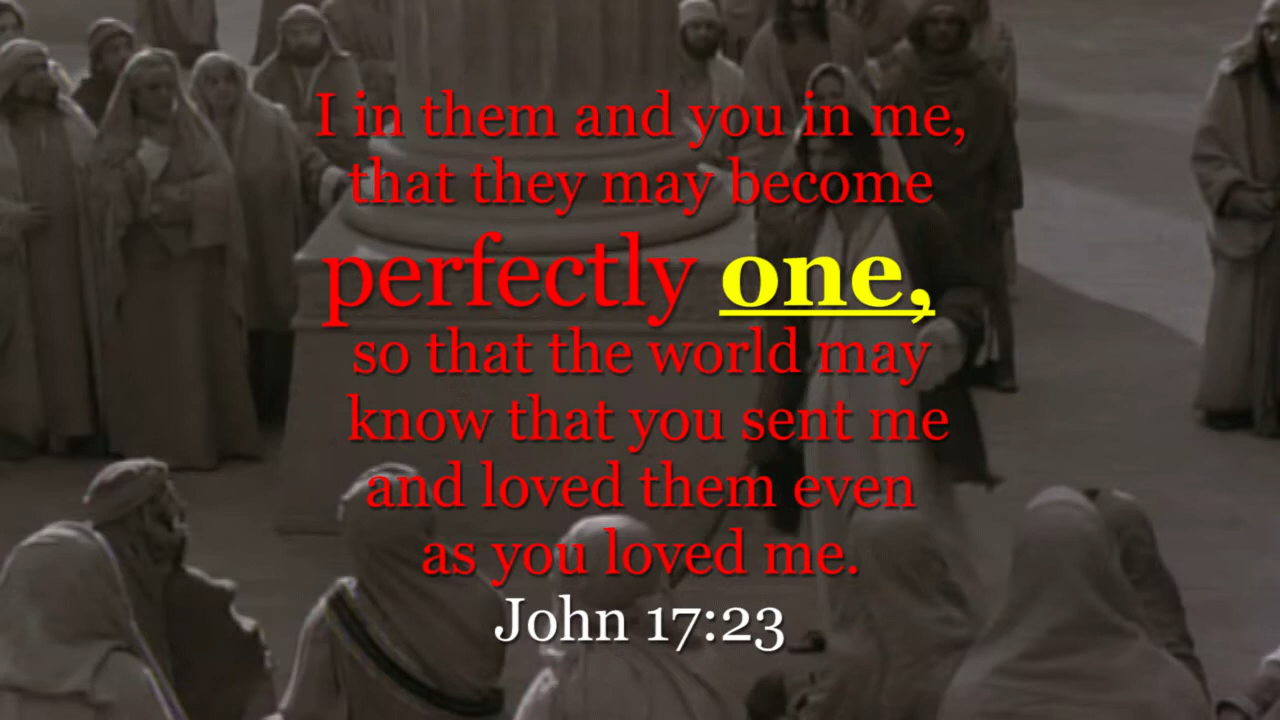 I in them and you in me,
that they may become
perfectly one,
so that the world may
know that you sent me
and loved them even
as you loved me.
John 17:23